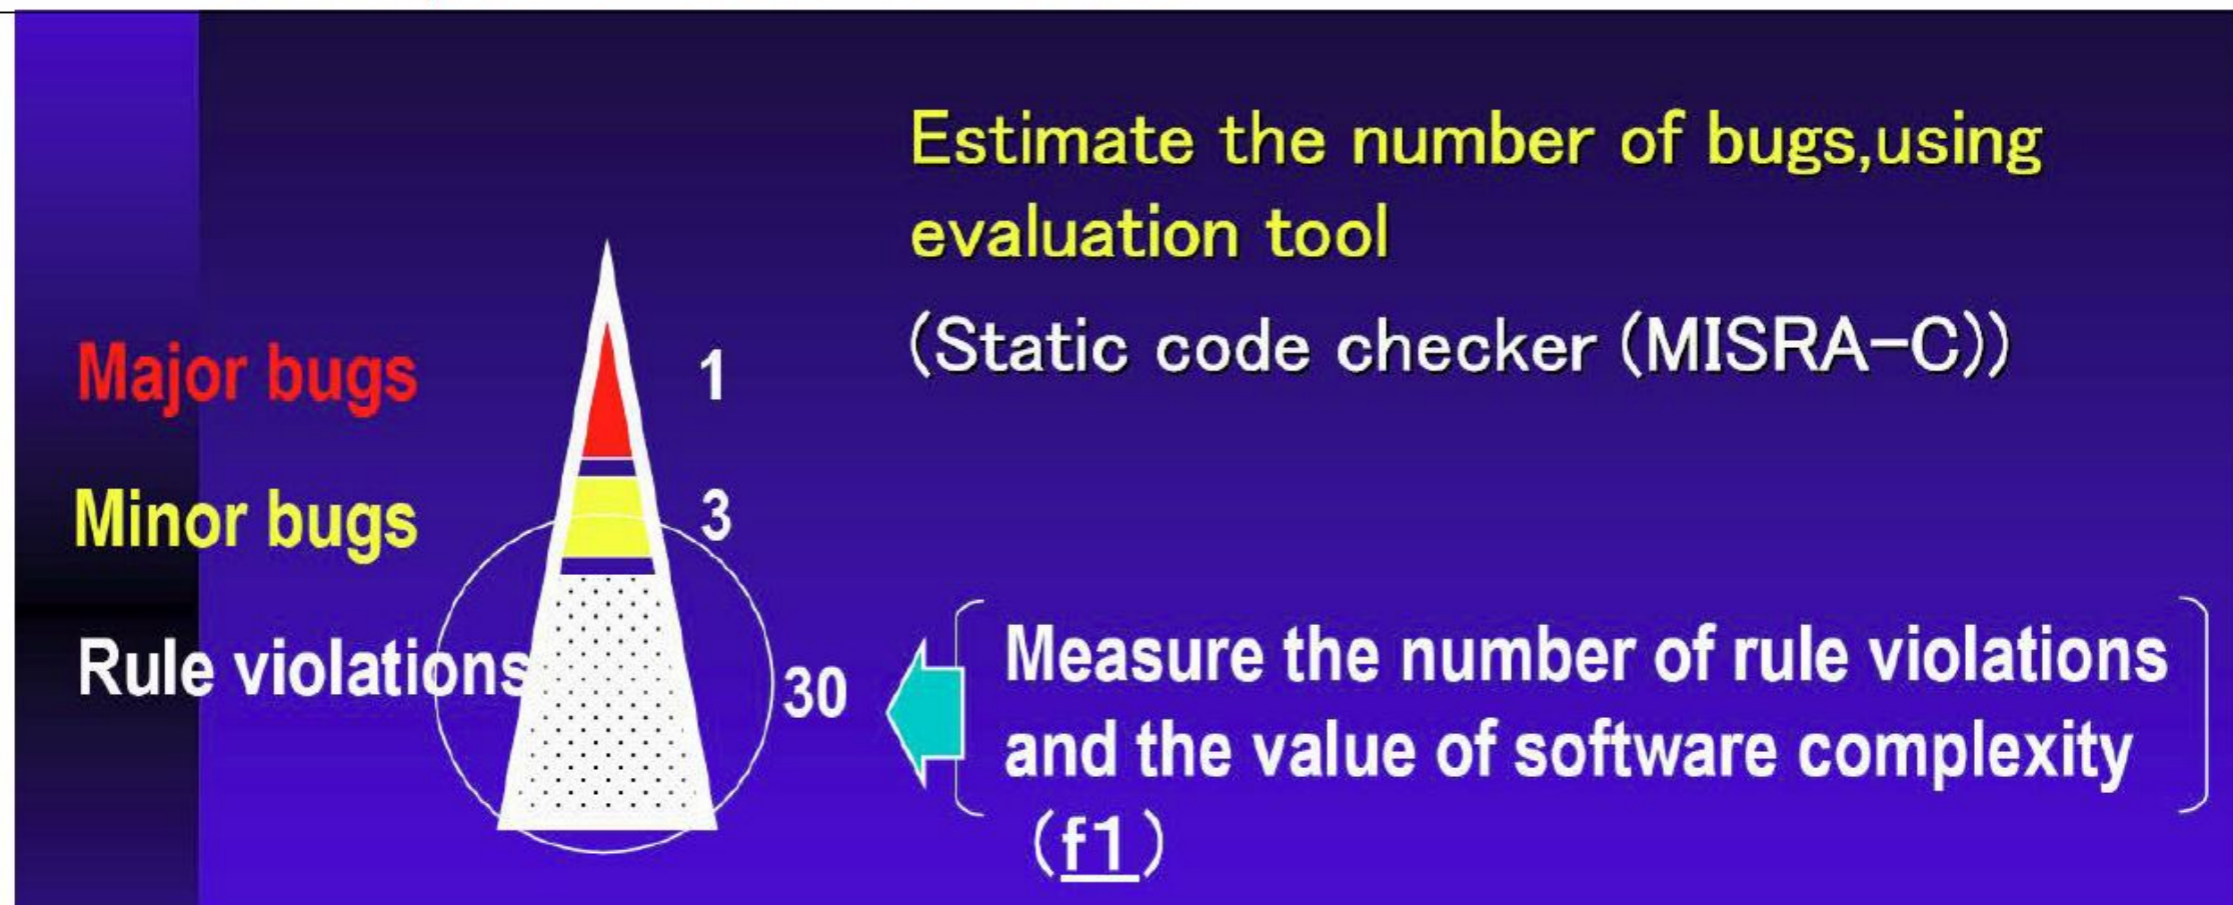 Estimate the number of bugs,using
evaluation tool
(Static code checker (MISRA-C))
Major bugs
1
Minor bugs
3
Rule violations
30
Measure the number of rule violations
and the value of software complexity
(f1)